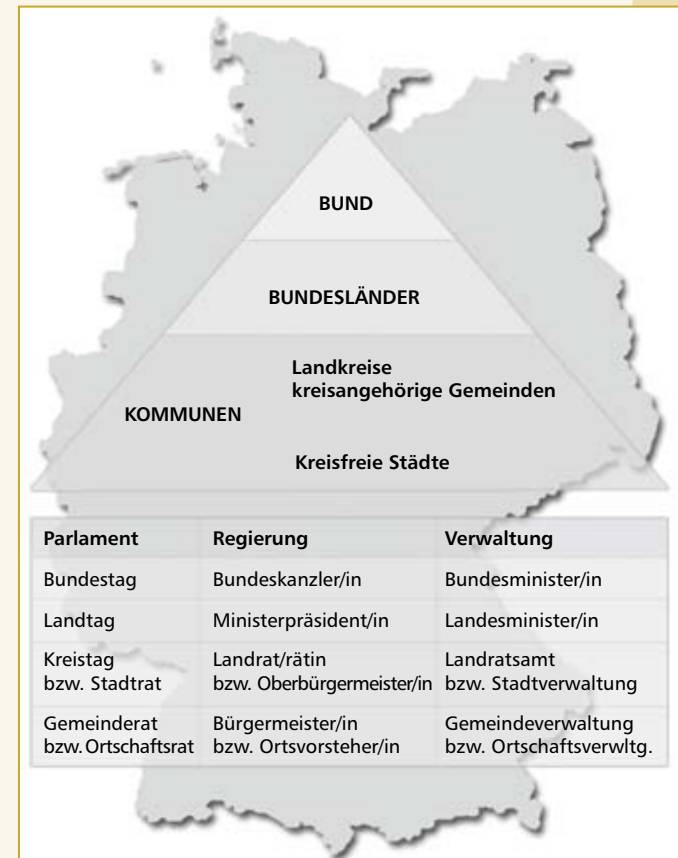 BUND
BUNDESLÄNDER
Landkreise
kreisangehörige Gemeinden
KOMMUNEN
Kreisfreie Städte
Parlament Regierung Verwaltung
Bundestag Bundeskanzler/in Bundesminister/in
Landtag Ministerpräsident/in Landesminister/in
Kreistag Landrat/rätin Landratsamt
bzw. Stadtrat bzw. Oberbürgermeister/in bzw. Stadtverwaltung
Gemeinderat Bürgermeister/in Gemeindeverwaltung
bzw. Ortschaftsrat bzw. Ortsvorsteher/in bzw. Ortschaftsverwltg.